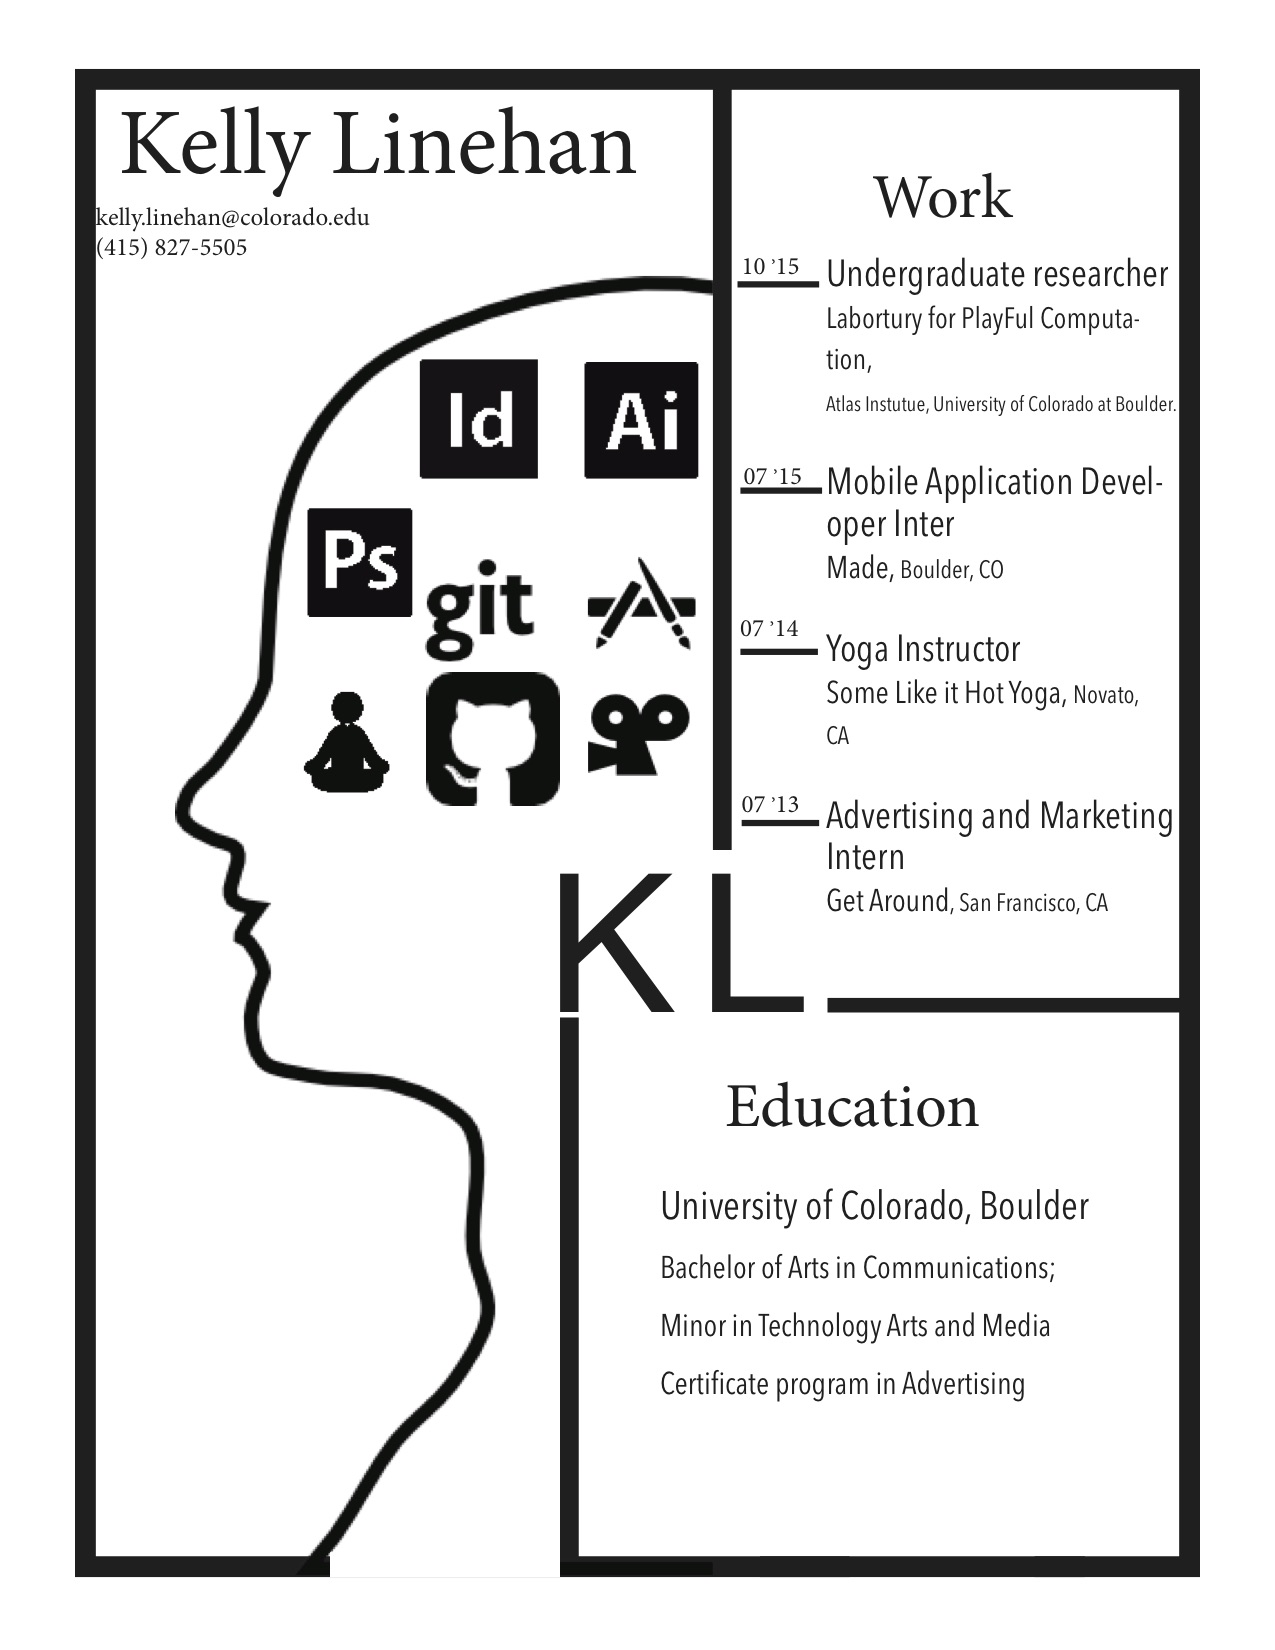 Kelly Linehan
kelly.linehan@colorado.edu
(415) 827-5505
Id Ai
Ps
git
KL
Work
10 ’15
Undergraduate researcher
Labortury for PlayFul Computa-
tion,
Atlas Instutue, University of Colorado at Boulder.
07 ’15
Mobile Application Devel-
oper Inter
Made, Boulder, CO
07 ’14
Yoga Instructor
Some Like it Hot Yoga, Novato,
CA
07 ’13
Advertising and Marketing
Intern
Get Around, San Francisco, CA
Education
University of Colorado, Boulder
Bachelor of Arts in Communications;
Minor in Technology Arts and Media
Certificate program in Advertising